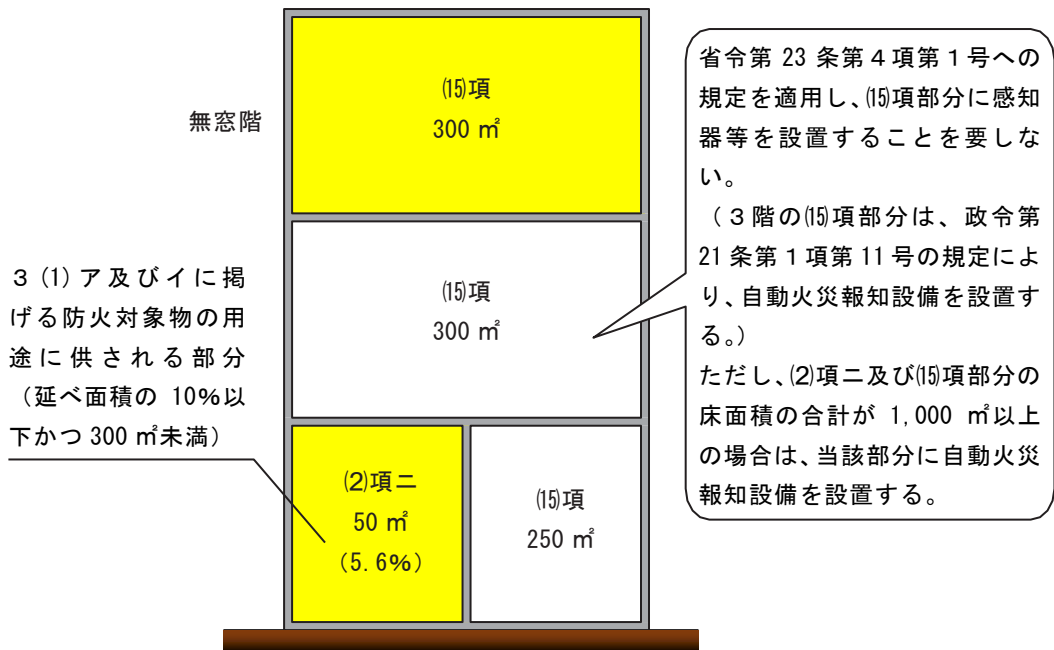 無窓階
⒂項
300 ㎡
⒂項
300 ㎡
3 (1) ア及びイに掲
げる防火対象物の用
途に供される部分
（延べ面積の 10%以
下かつ 300 ㎡未満）
⑵項ニ
50 ㎡
（5.6%）
⒂項
250 ㎡
省令第 23 条第４項第１号への
規定を適用し、⒂項部分に感知
器等を設置することを要しな
い。
（３階の⒂項部分は、政令第
21 条第１項第 11 号の規定によ
り、自動火災報知設備を設置す
る。）
ただし、⑵項ニ及び⒂項部分の
床面積の合計が 1,000 ㎡以上
の場合は、当該部分に自動火災
報知設備を設置する。